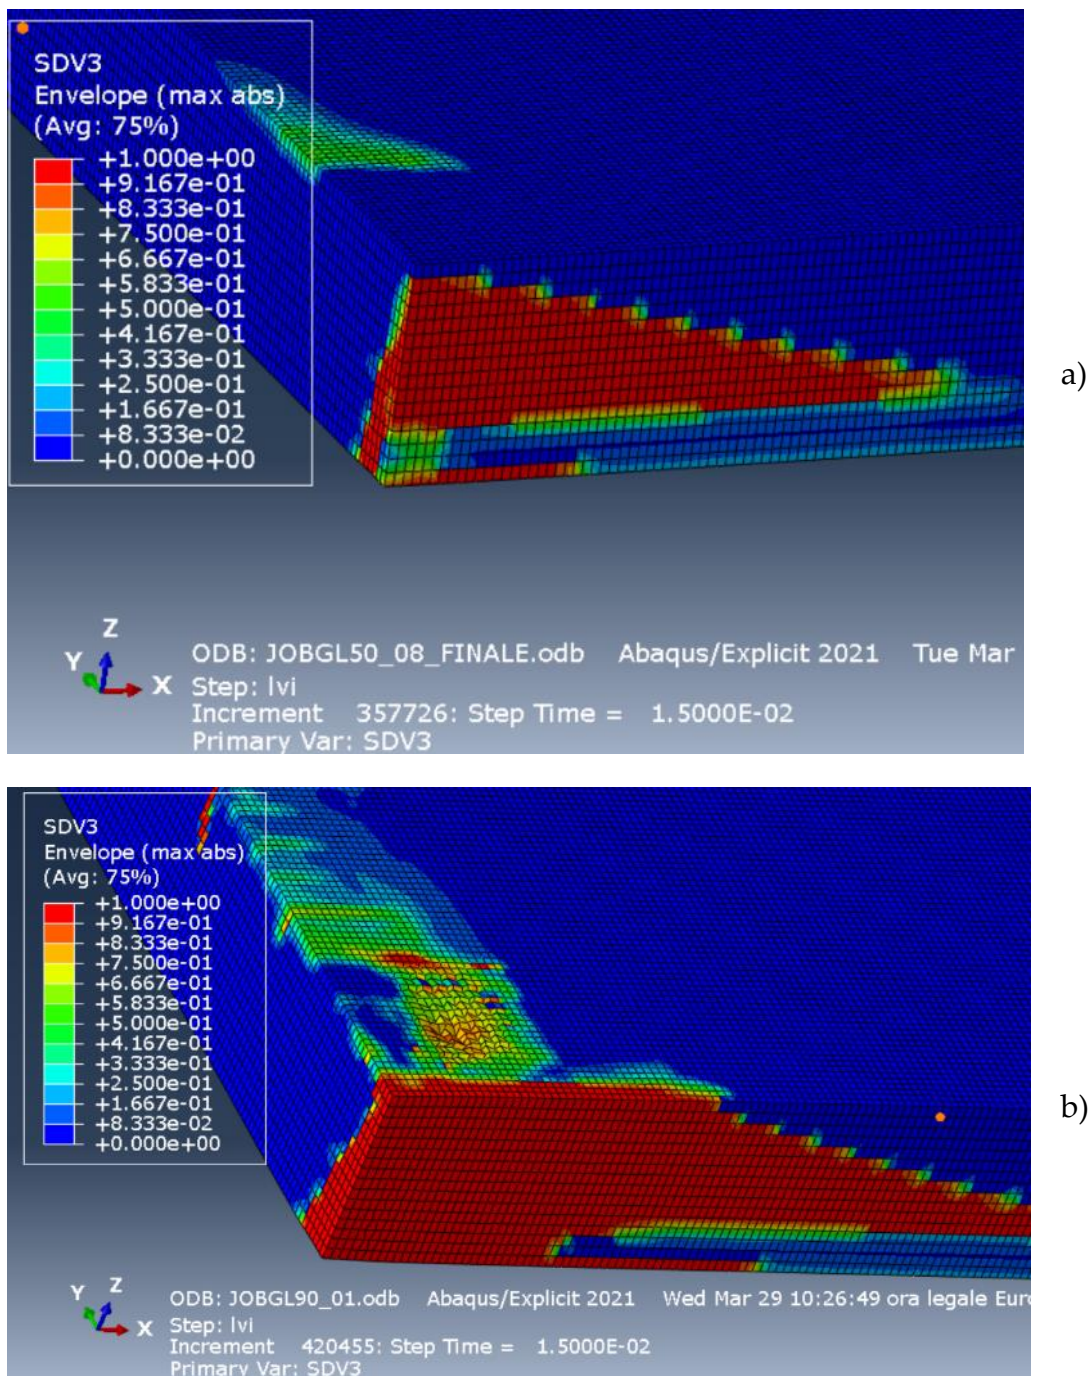 SDV3
Envelope (max abs)
(Avg: 75%)
+1.000e+00
+9.167e-01
+8.333e-01
+7.500e-01
+6.667e-01
+5.833e-01
+5.000e-01
+4.167e-01
+3.333e-01
+2.500e-01
+1.667e-01
+8.333e-02
+0.000e+00
a)
Z
Y
X
ODB: JOBGL50_08_FINALE.odb Abaqus/Explicit 2021 Tue Mar
Step: lvi
Increment 357726: Step Time = 1.5000E-02
Primary Var: SDV3
SDV3
Envelope (max abs)
(Avg: 75%)
+1.000e+00
+9.167e-01
+8.333e-01
+7.500e-01
+6.667e-01
+5.833e-01
+5.000e-01
+4.167e-01
+3.333e-01
+2.500e-01
+1.667e-01
+8.333e-02
+0.000e+00
b)
Y Z
X
ODB: JOBGL90_01.odb Abaqus/Explicit 2021 Wed Mar 29 10:26:49 ora legale Euro
Step: lvi
Increment 420455: Step Time = 1.5000E-02
Primary Var: SDV3